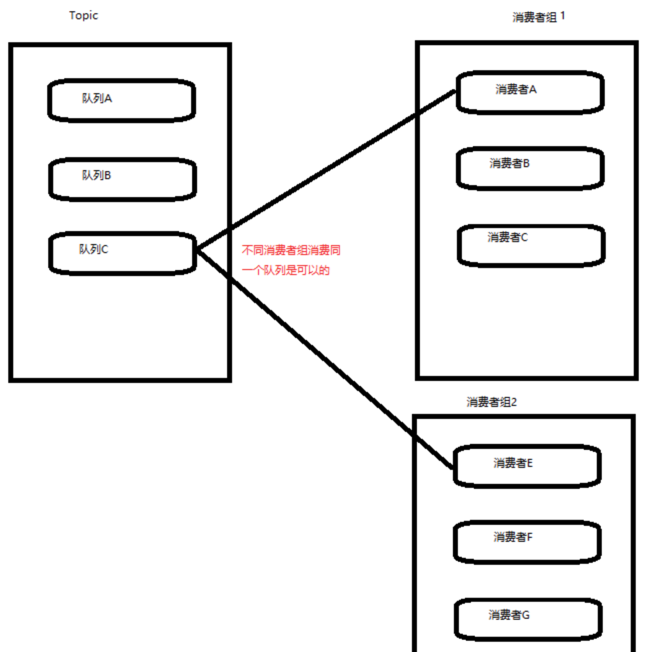 Topic
消费者组 1
队列A
队列B
队列C
消费者A
消费者B
消费者C
不同消费者组消费同
一个队列是可以的
消费者组2
消费者E
消费者F
消费者G